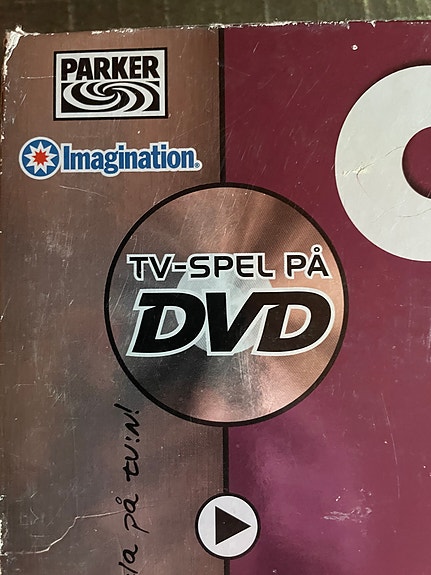 PARKER
Imagination®
TV-SPEL PÅ
DVD
på tv:n!